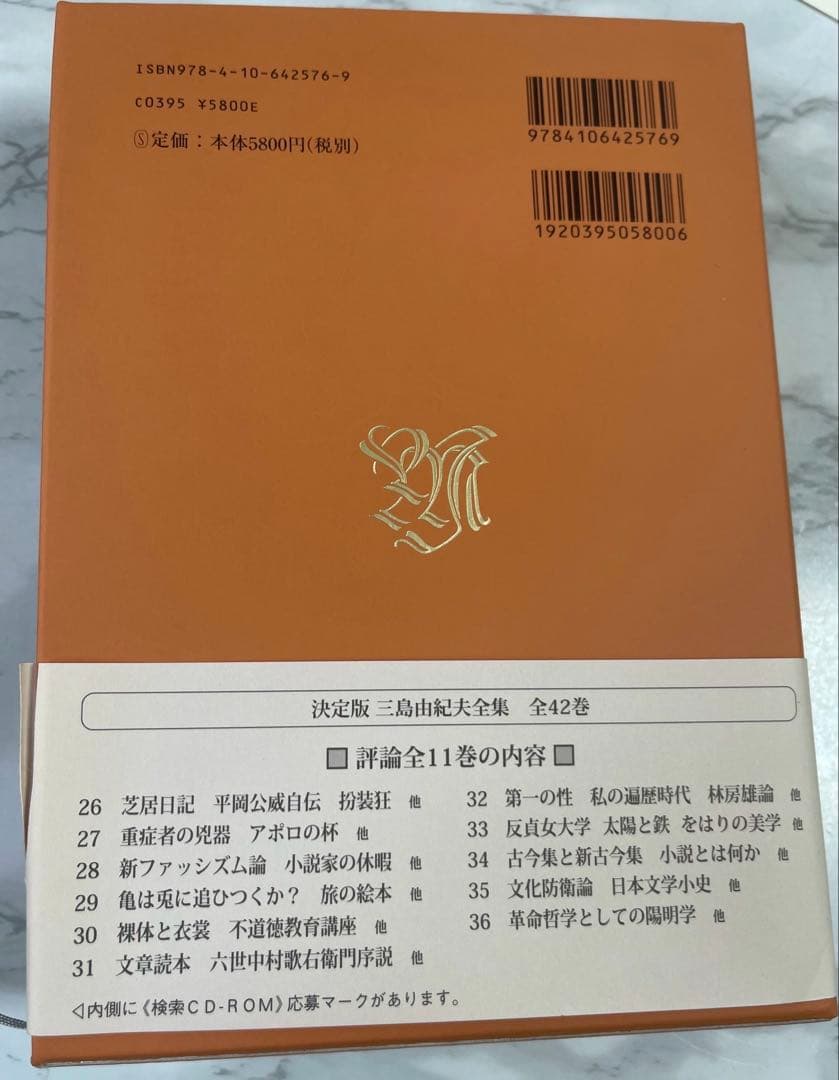 ISBN978-4-10-642576-9
C0395 ¥5800E
Ⓢ定価：本体5800円(税別)
9784106425769
1920395058006
決定版 三島由紀夫全集 全42巻
評論全11巻の内容
26 芝居日記 平岡公威自伝 扮装狂 他
27 重症者の兇器 アポロの杯 他
28 新ファッシズム論 小説家の休暇 他
29 亀は兎に追ひつくか？ 旅の絵本 他
30 裸体と衣裳 不道徳教育講座 他
31 文章読本 六世中村歌右衛門序説 他
32 第一の性 私の遍歴時代 林房雄論 他
33 反貞女大学 太陽と鉄 をはりの美学 他
34 古今集と新古今集 小説とは何か 他
35 文化防衛論 日本文学小史 他
36 革命哲学としての陽明学 他
◁内側に《検索CD-ROM》応募マークがあります。